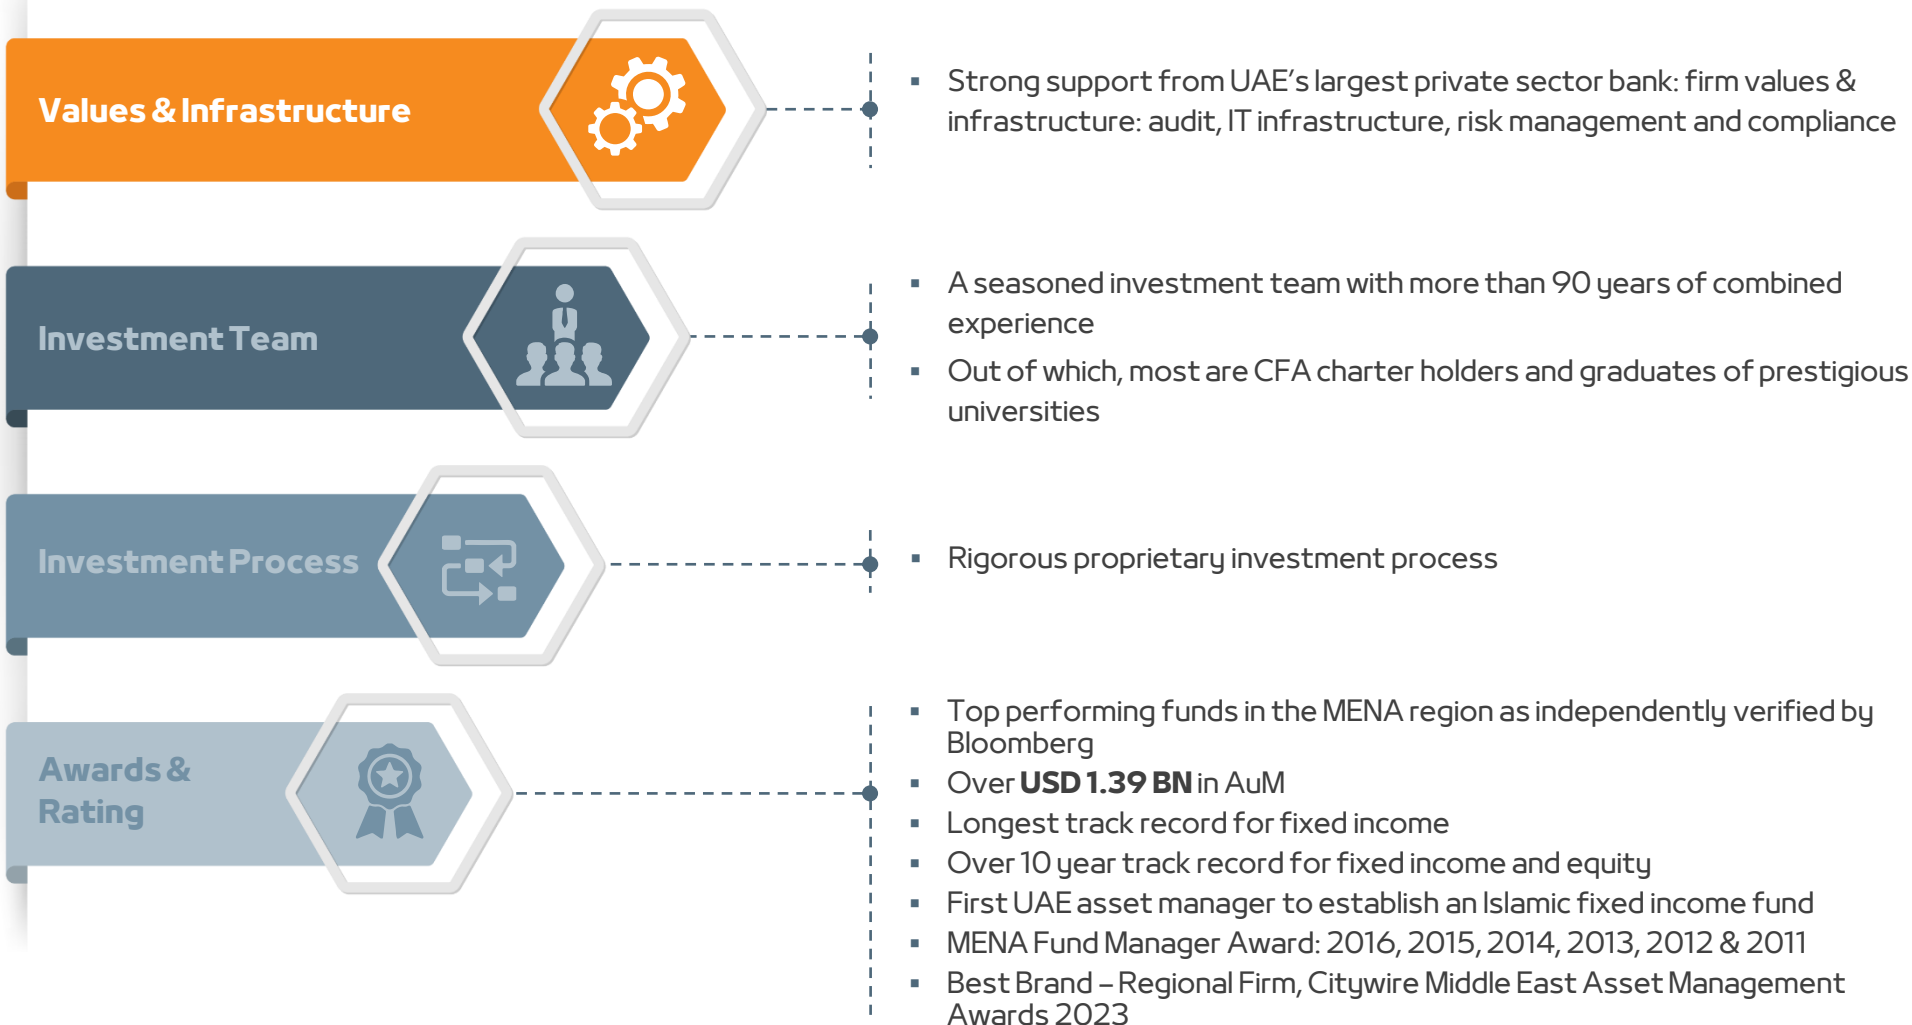 Values & Infrastructure
▪ Strong support from UAE's largest private sector bank: firm values &
infrastructure: audit, IT infrastructure, risk management and compliance
Investment Team
▪ A seasoned investment team with more than 90 years of combined
experience
▪ Out of which, most are CFA charter holders and graduates of prestigious
universities
Investment Process
▪ Rigorous proprietary investment process
Awards &
Rating
▪ Top performing funds in the MENA region as independently verified by
Bloomberg
▪ Over USD 1.39 BN in AuM
▪ Longest track record for fixed income
▪ Over 10 year track record for fixed income and equity
▪ First UAE asset manager to establish an Islamic fixed income fund
▪ MENA Fund Manager Award: 2016, 2015, 2014, 2013, 2012 & 2011
▪ Best Brand – Regional Firm, Citywire Middle East Asset Management
Awards 2023